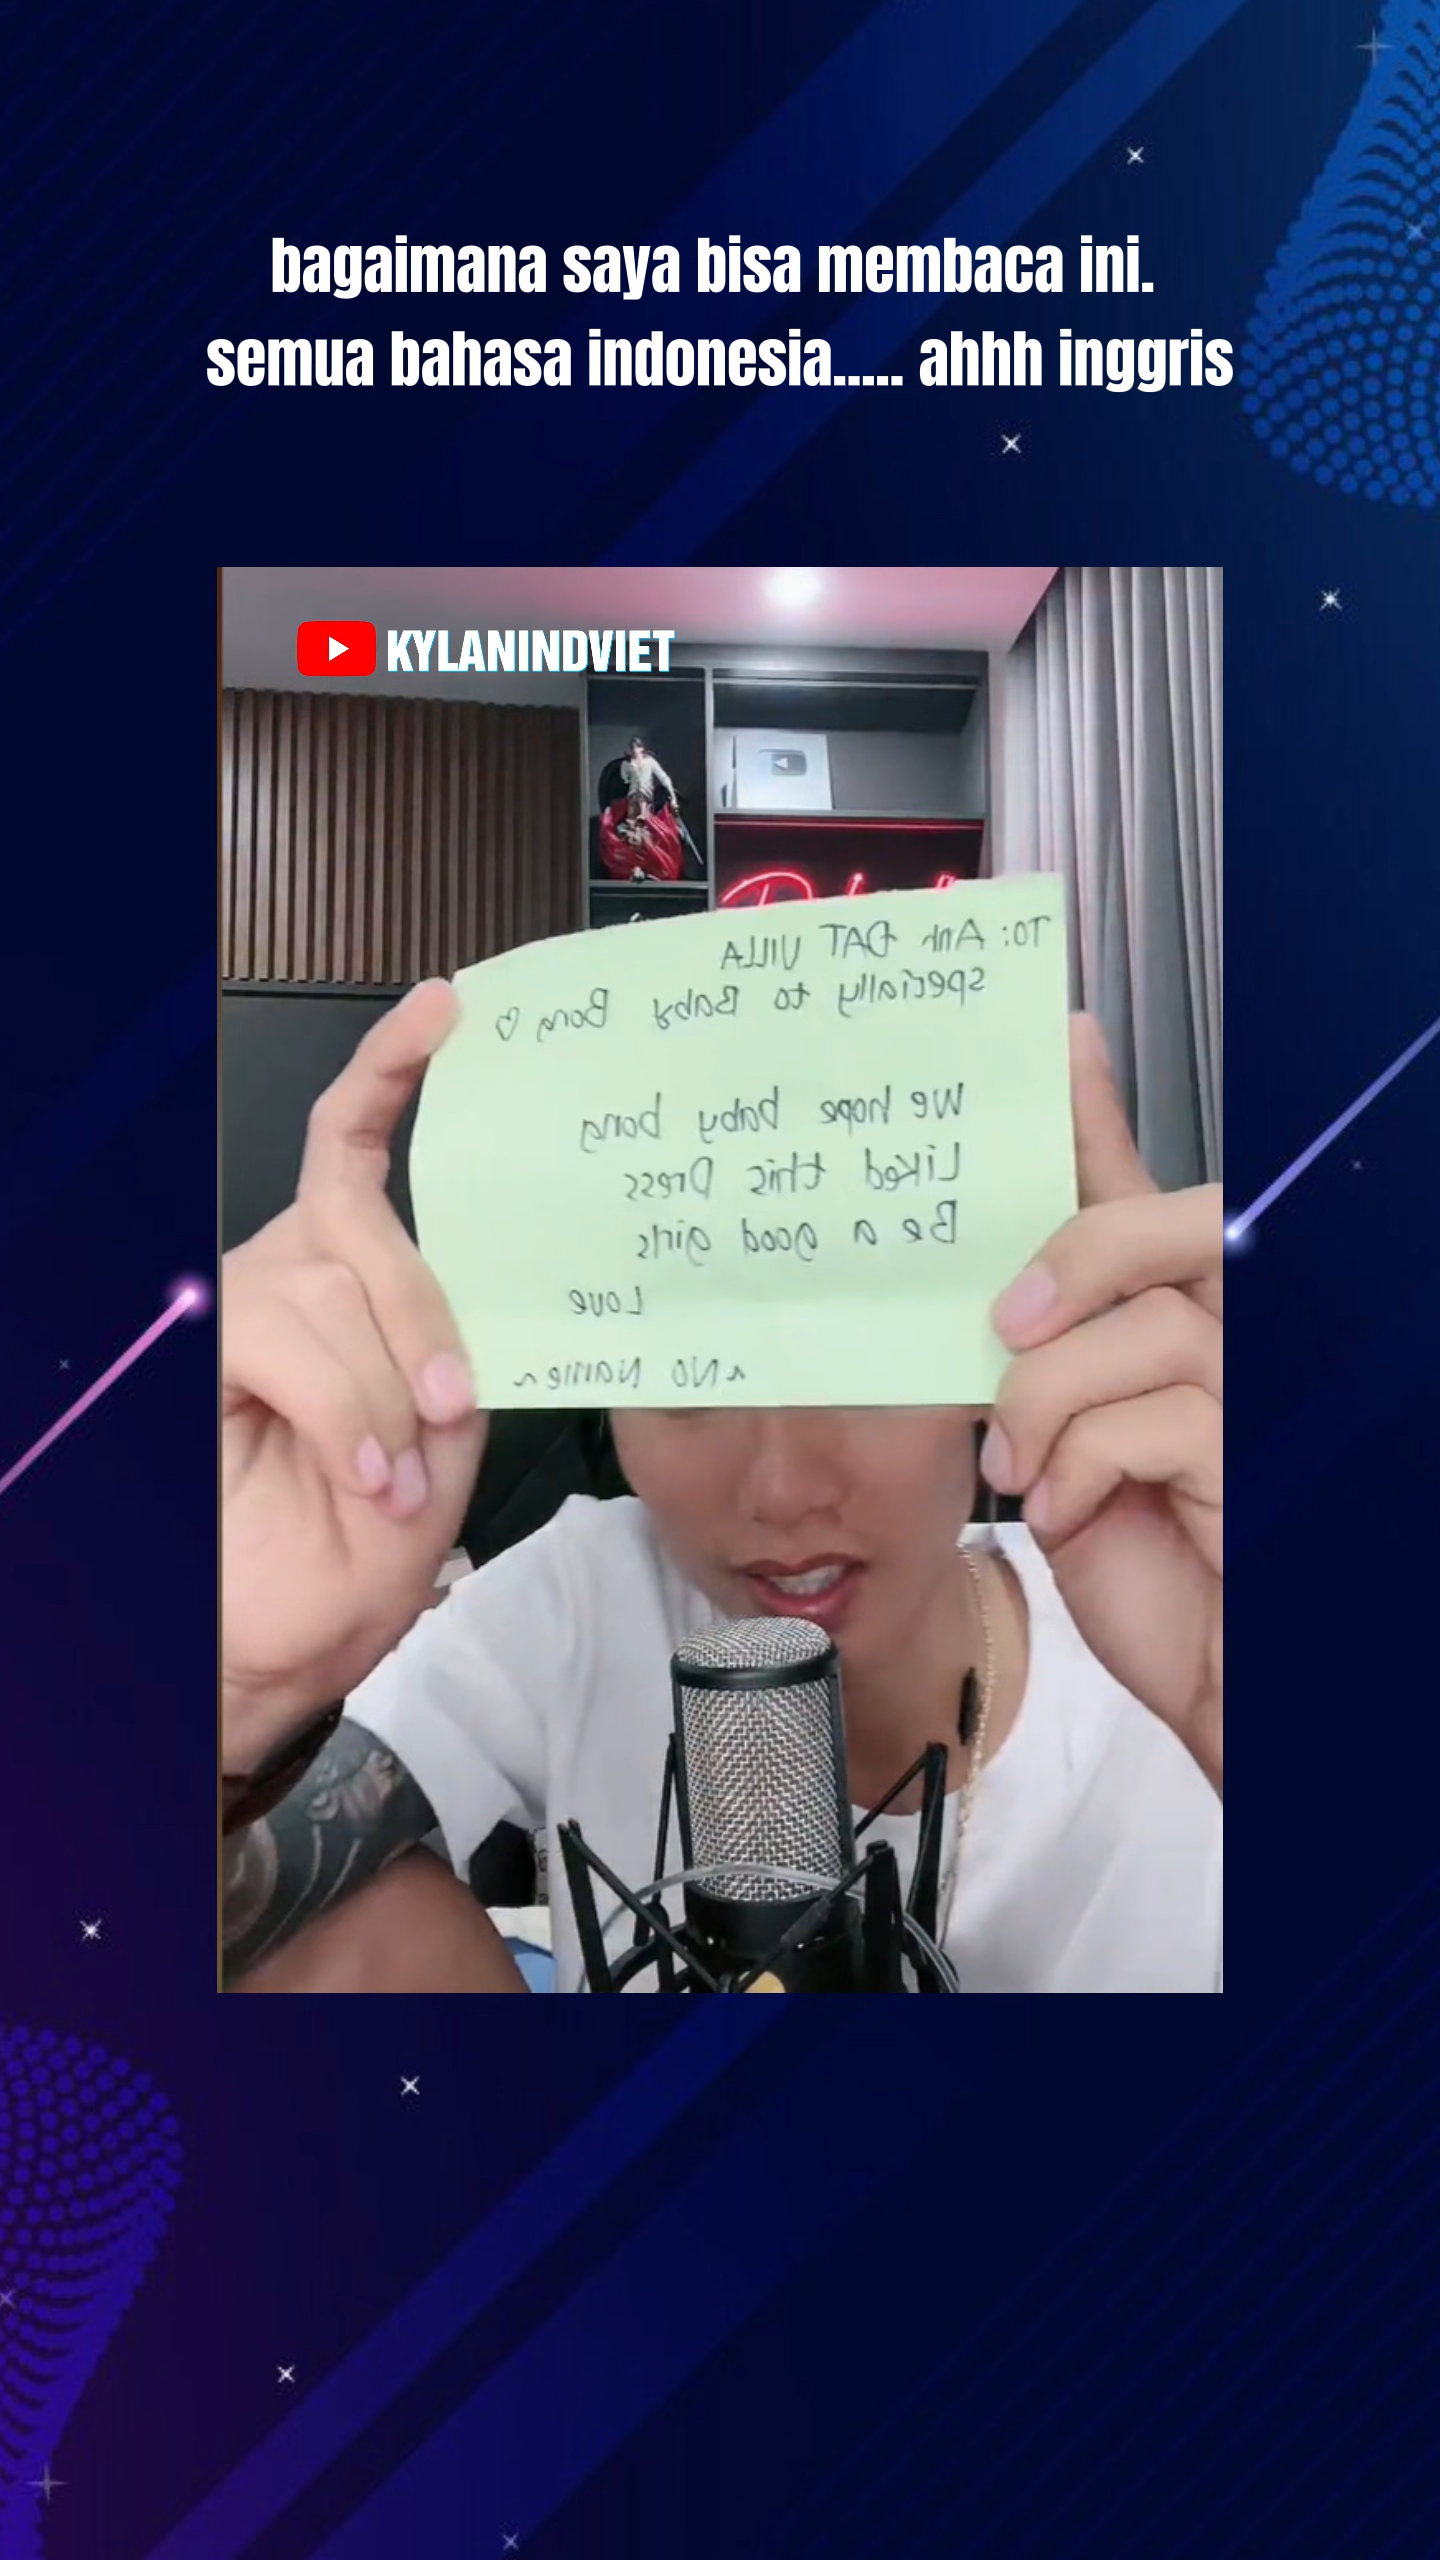 bagaimana saya bisa membaca ini.
semua bahasa indonesia..... ahhh inggris
KYLANINDVIET
TO: Anh ĐAT VILLA
specially to Baby Bong ♡
We hope baby bong
Liked this Dress
Be a good girls
Love
~ No Name ~